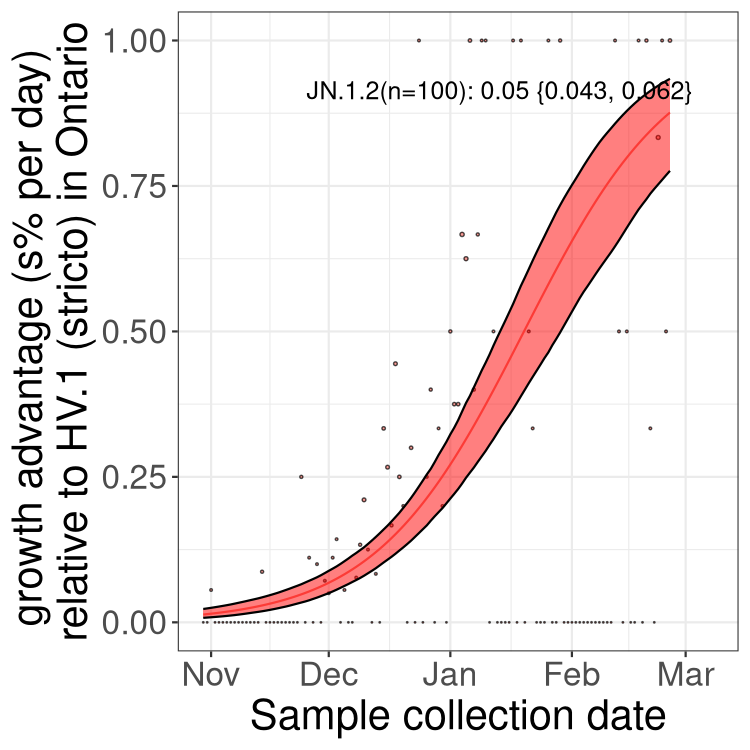 growth advantage (s% per day)
relative to HV.1 (stricto) in Ontario
1.00
0.75
0.50
0.25
0.00
JN.1.2(n=100): 0.05 {0.043, 0.062}
Nov Dec Jan Feb Mar
Sample collection date